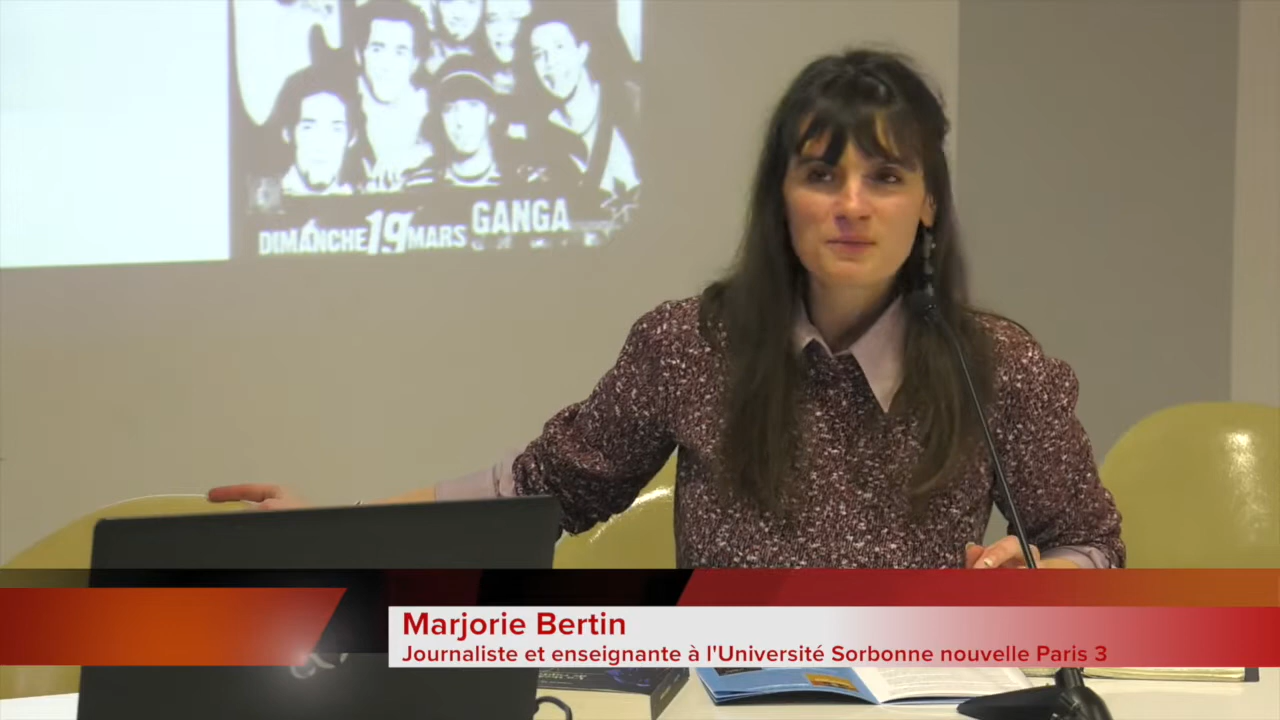 DIMANCHE 19 MARS GANGA
Marjorie Bertin
Journaliste et enseignante à l'Université Sorbonne nouvelle Paris 3